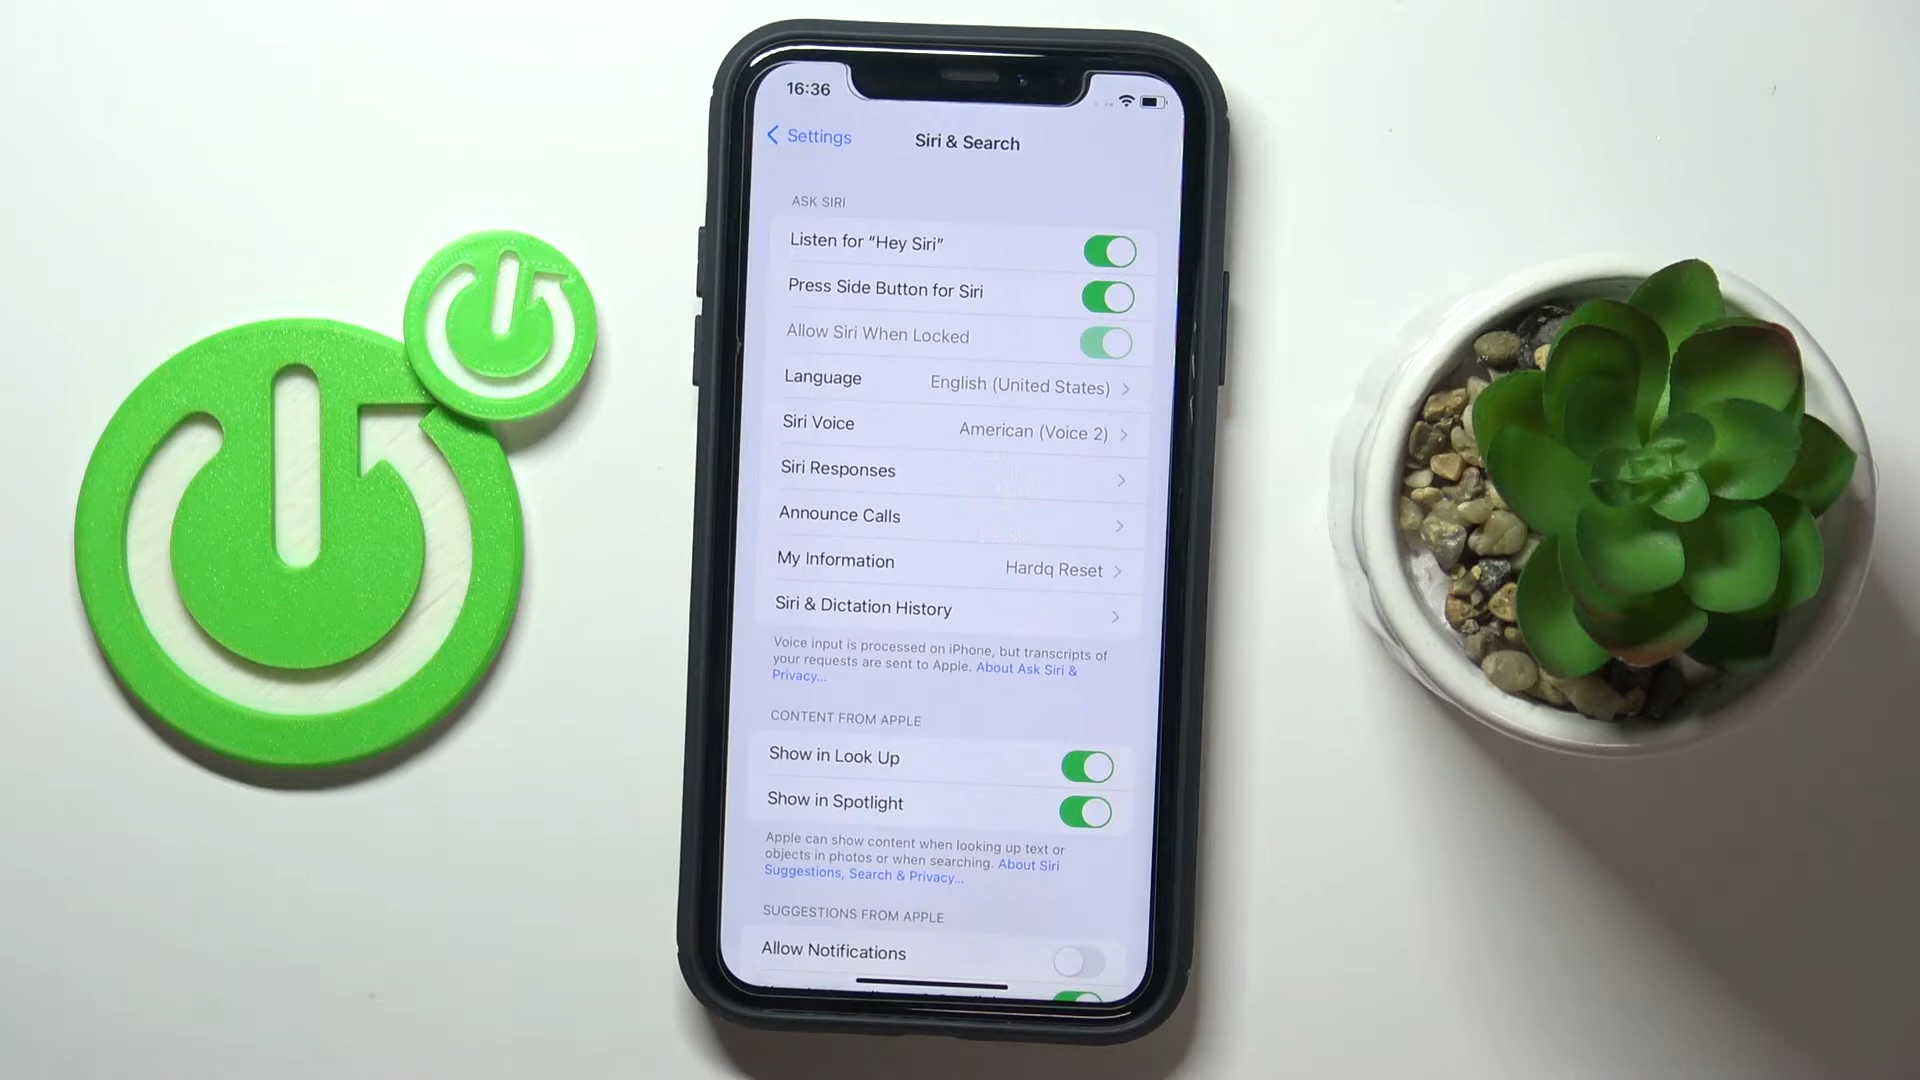 16:36
Settings
Siri & Search
ASK SIRI
Listen for “Hey Siri”
Press Side Button for Siri
Allow Siri When Locked
Language English (United States)
Siri Voice American (Voice 2)
Siri Responses
Announce Calls
My Information Hardq Reset
Siri & Dictation History
Voice input is processed on iPhone, but transcripts of
your requests are sent to Apple. About Ask Siri &
Privacy...
CONTENT FROM APPLE
Show in Look Up
Show in Spotlight
Apple can show content when looking up text or
objects in photos or when searching. About Siri
Suggestions, Search & Privacy...
SUGGESTIONS FROM APPLE
Allow Notifications